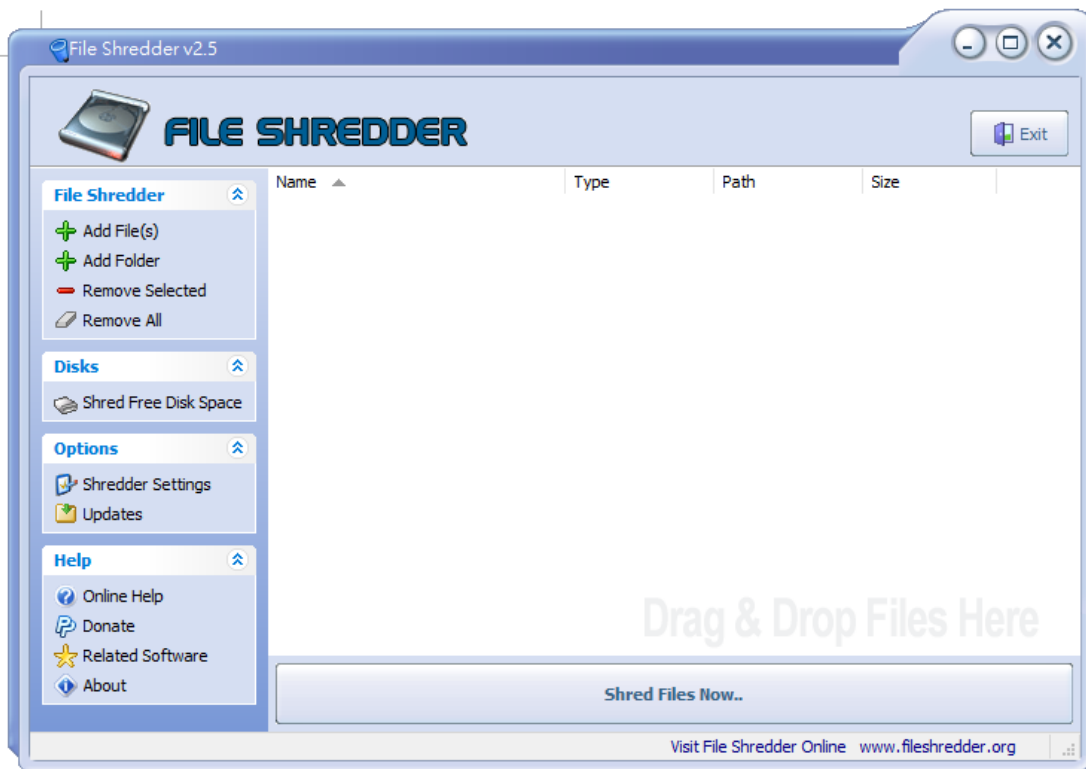 File Shredder v2.5
FILE SHREDDER
Exit
File Shredder
Add File(s)
Add Folder
Remove Selected
Remove All
Disks
Shred Free Disk Space
Options
Shredder Settings
Updates
Help
Online Help
Donate
Related Software
About
Name Type Path Size
Drag & Drop Files Here
Shred Files Now..
Visit File Shredder Online www.fileshredder.org